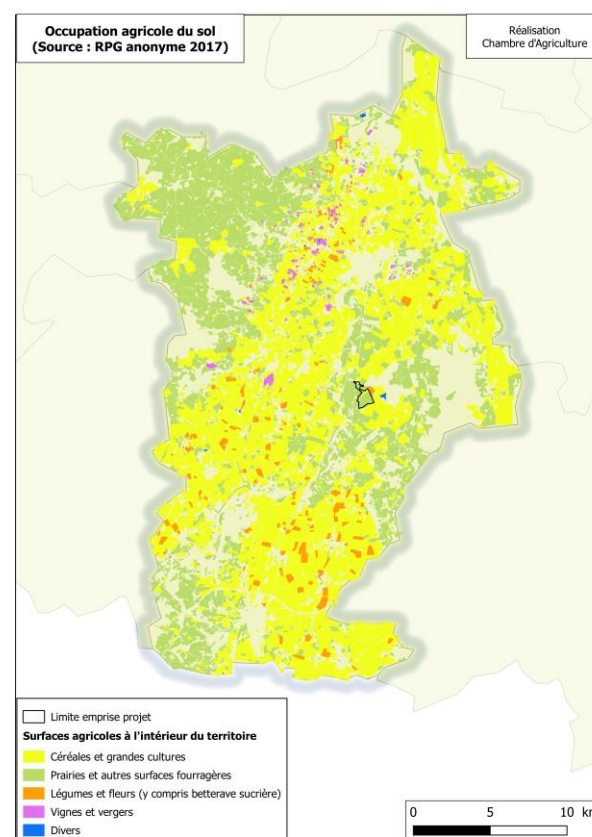 Occupation agricole du sol
(Source : RPG anonyme 2017)
Réalisation
Chambre d'Agriculture
Limite emprise projet
Surfaces agricoles à l'intérieur du territoire
Céréales et grandes cultures
Prairies et autres surfaces fourragères
Légumes et fleurs (y compris betterave sucrière)
Vignes et vergers
Divers
0 5 10 km